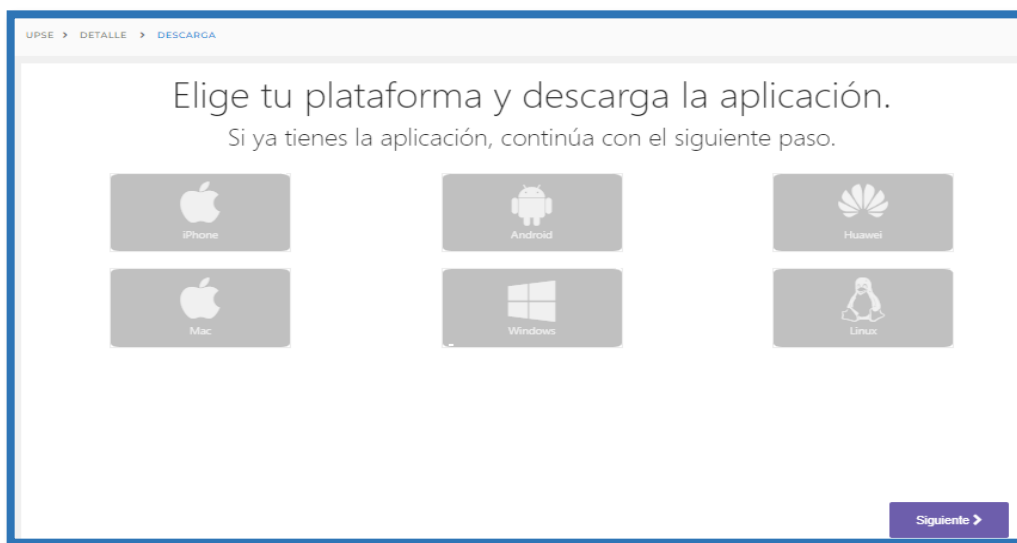 UPSE > DETALLE > DESCARGA
Elige tu plataforma y descarga la aplicación.
Si ya tienes la aplicación, continúa con el siguiente paso.
iPhone
Android
Huawei
Mac
Windows
Linux
Siguiente >